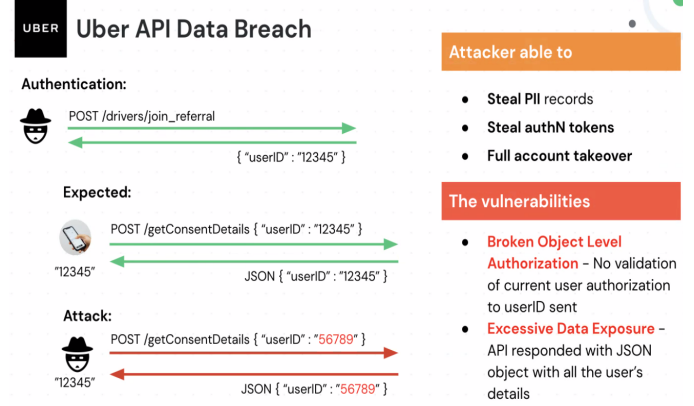 UBER
Uber API Data Breach
Authentication:
POST /drivers/join_referral
{ “userID” : “12345” }
Expected:
POST /getConsentDetails { “userID” : “12345” }
"12345"
JSON { “userID” : “12345” }
Attack:
POST /getConsentDetails { “userID” : “56789” }
"12345"
JSON { “userID” : “56789” }
Attacker able to
● Steal PII records
● Steal authN tokens
● Full account takeover
The vulnerabilities
● Broken Object Level
Authorization - No validation
of current user authorization
to userID sent
● Excessive Data Exposure -
API responded with JSON
object with all the user’s
details